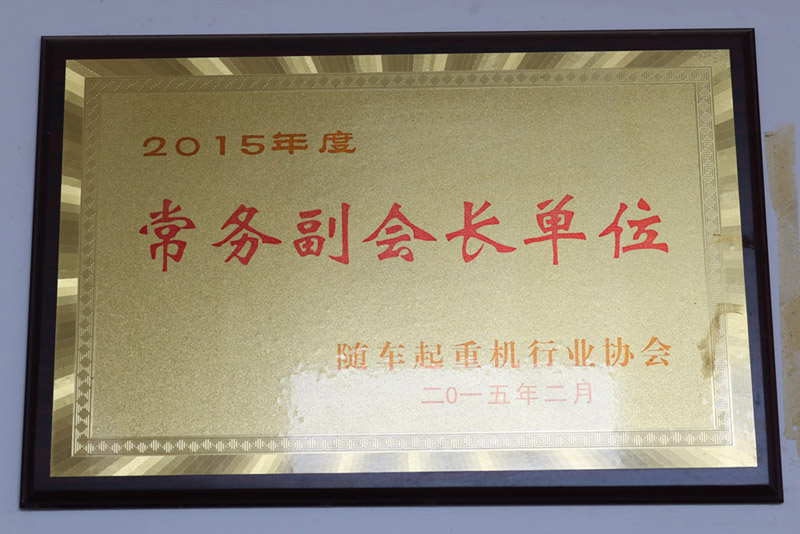 2015年度
常务副会长单位
随车起重机行业协会
二0一五年二月